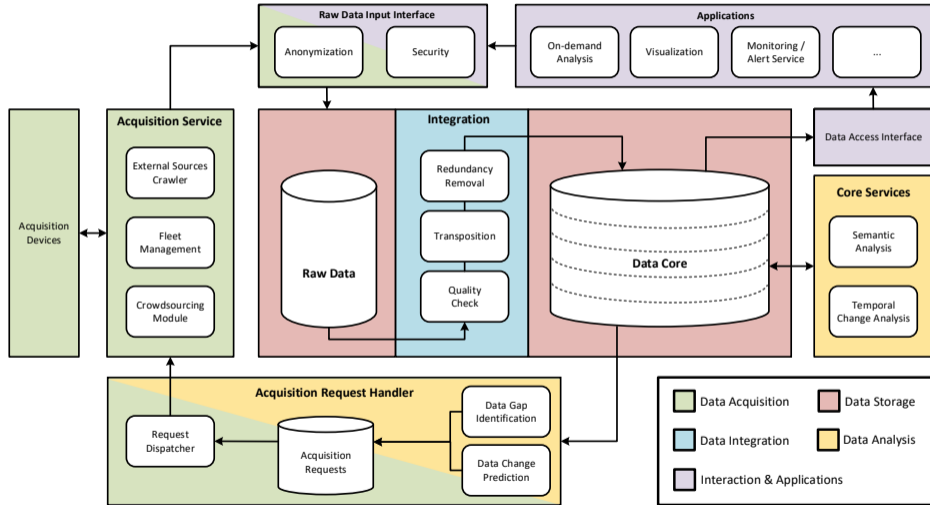 Raw Data Input Interface
Anonymization
Security
Applications
On-demand
Analysis
Visualization
Monitoring /
Alert Service
...
Acquisition
Devices
Acquisition Service
External Sources
Crawler
Fleet
Management
Crowdsourcing
Module
Raw Data
Integration
Redundancy
Removal
Transposition
Quality
Check
Data Core
Data Access Interface
Core Services
Semantic
Analysis
Temporal
Change Analysis
Acquisition Request Handler
Request
Dispatcher
Acquisition
Requests
Data Gap
Identification
Data Change
Prediction
Data Acquisition
Data Storage
Data Integration
Data Analysis
Interaction & Applications